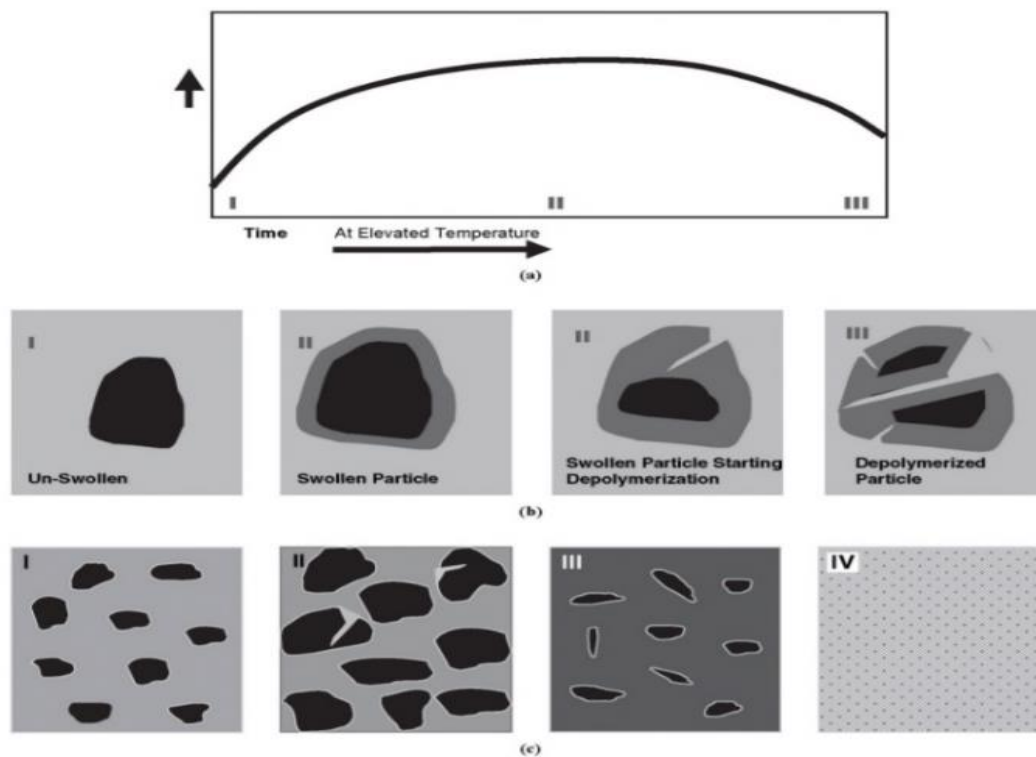 I
II
III
Time
At Elevated Temperature
(a)
I
II
II
III
Un-Swollen
Swollen Particle
Swollen Particle Starting
Depolymerization
Depolymerized
Particle
(b)
I
II
III
IV
(c)